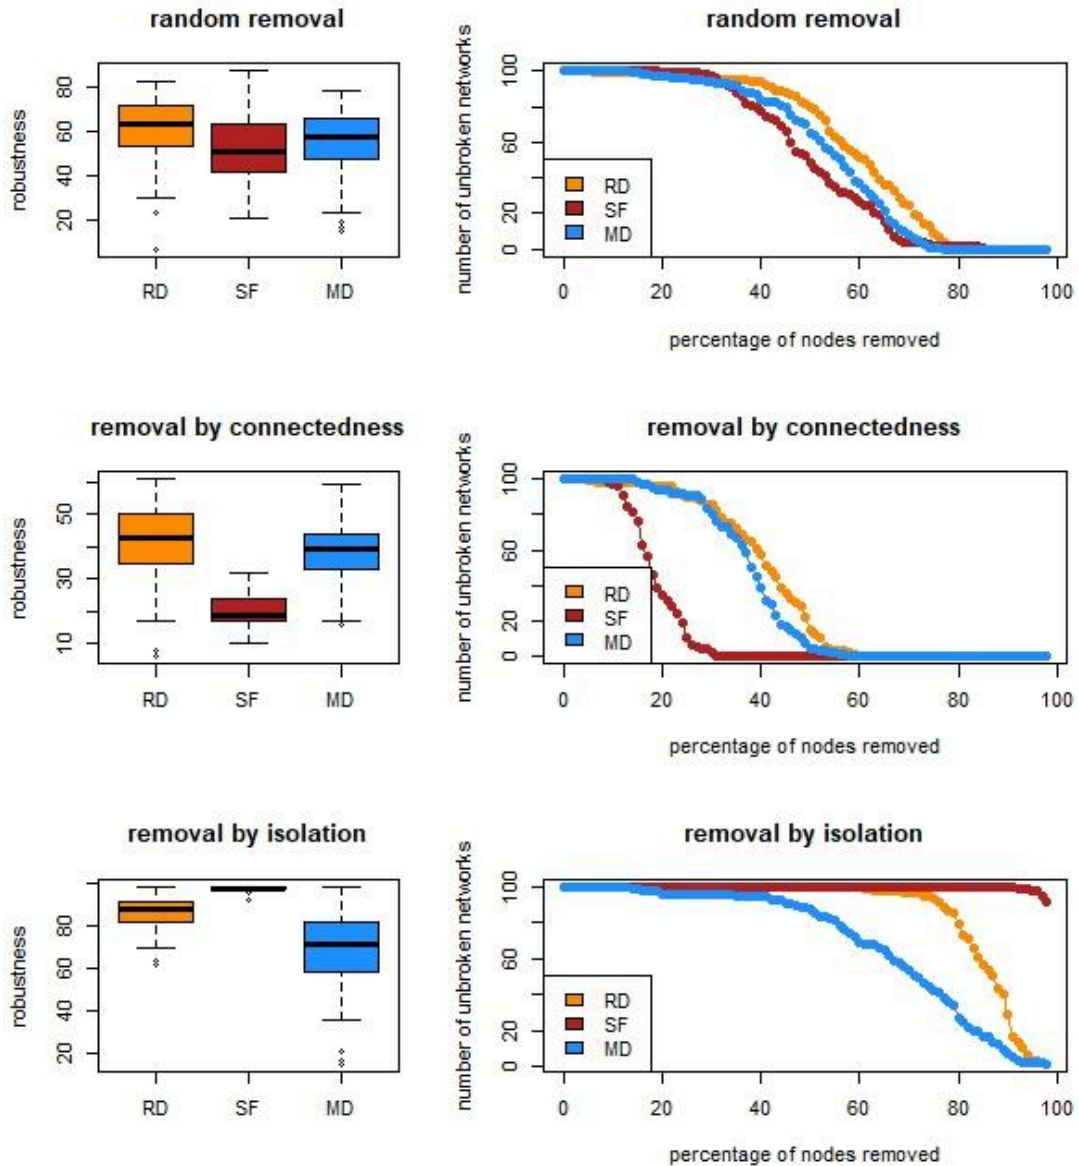 random removal
robustness
20 40 60 80
RD SF MD
random removal
number of unbroken networks
0 20 60 100
RD
SF
MD
0 20 40 60 80 100
percentage of nodes removed
removal by connectedness
robustness
10 30 50
RD SF MD
removal by connectedness
number of unbroken networks
0 20 60 100
RD
SF
MD
0 20 40 60 80 100
percentage of nodes removed
removal by isolation
robustness
20 40 60 80
RD SF MD
removal by isolation
number of unbroken networks
0 20 60 100
RD
SF
MD
0 20 40 60 80 100
percentage of nodes removed